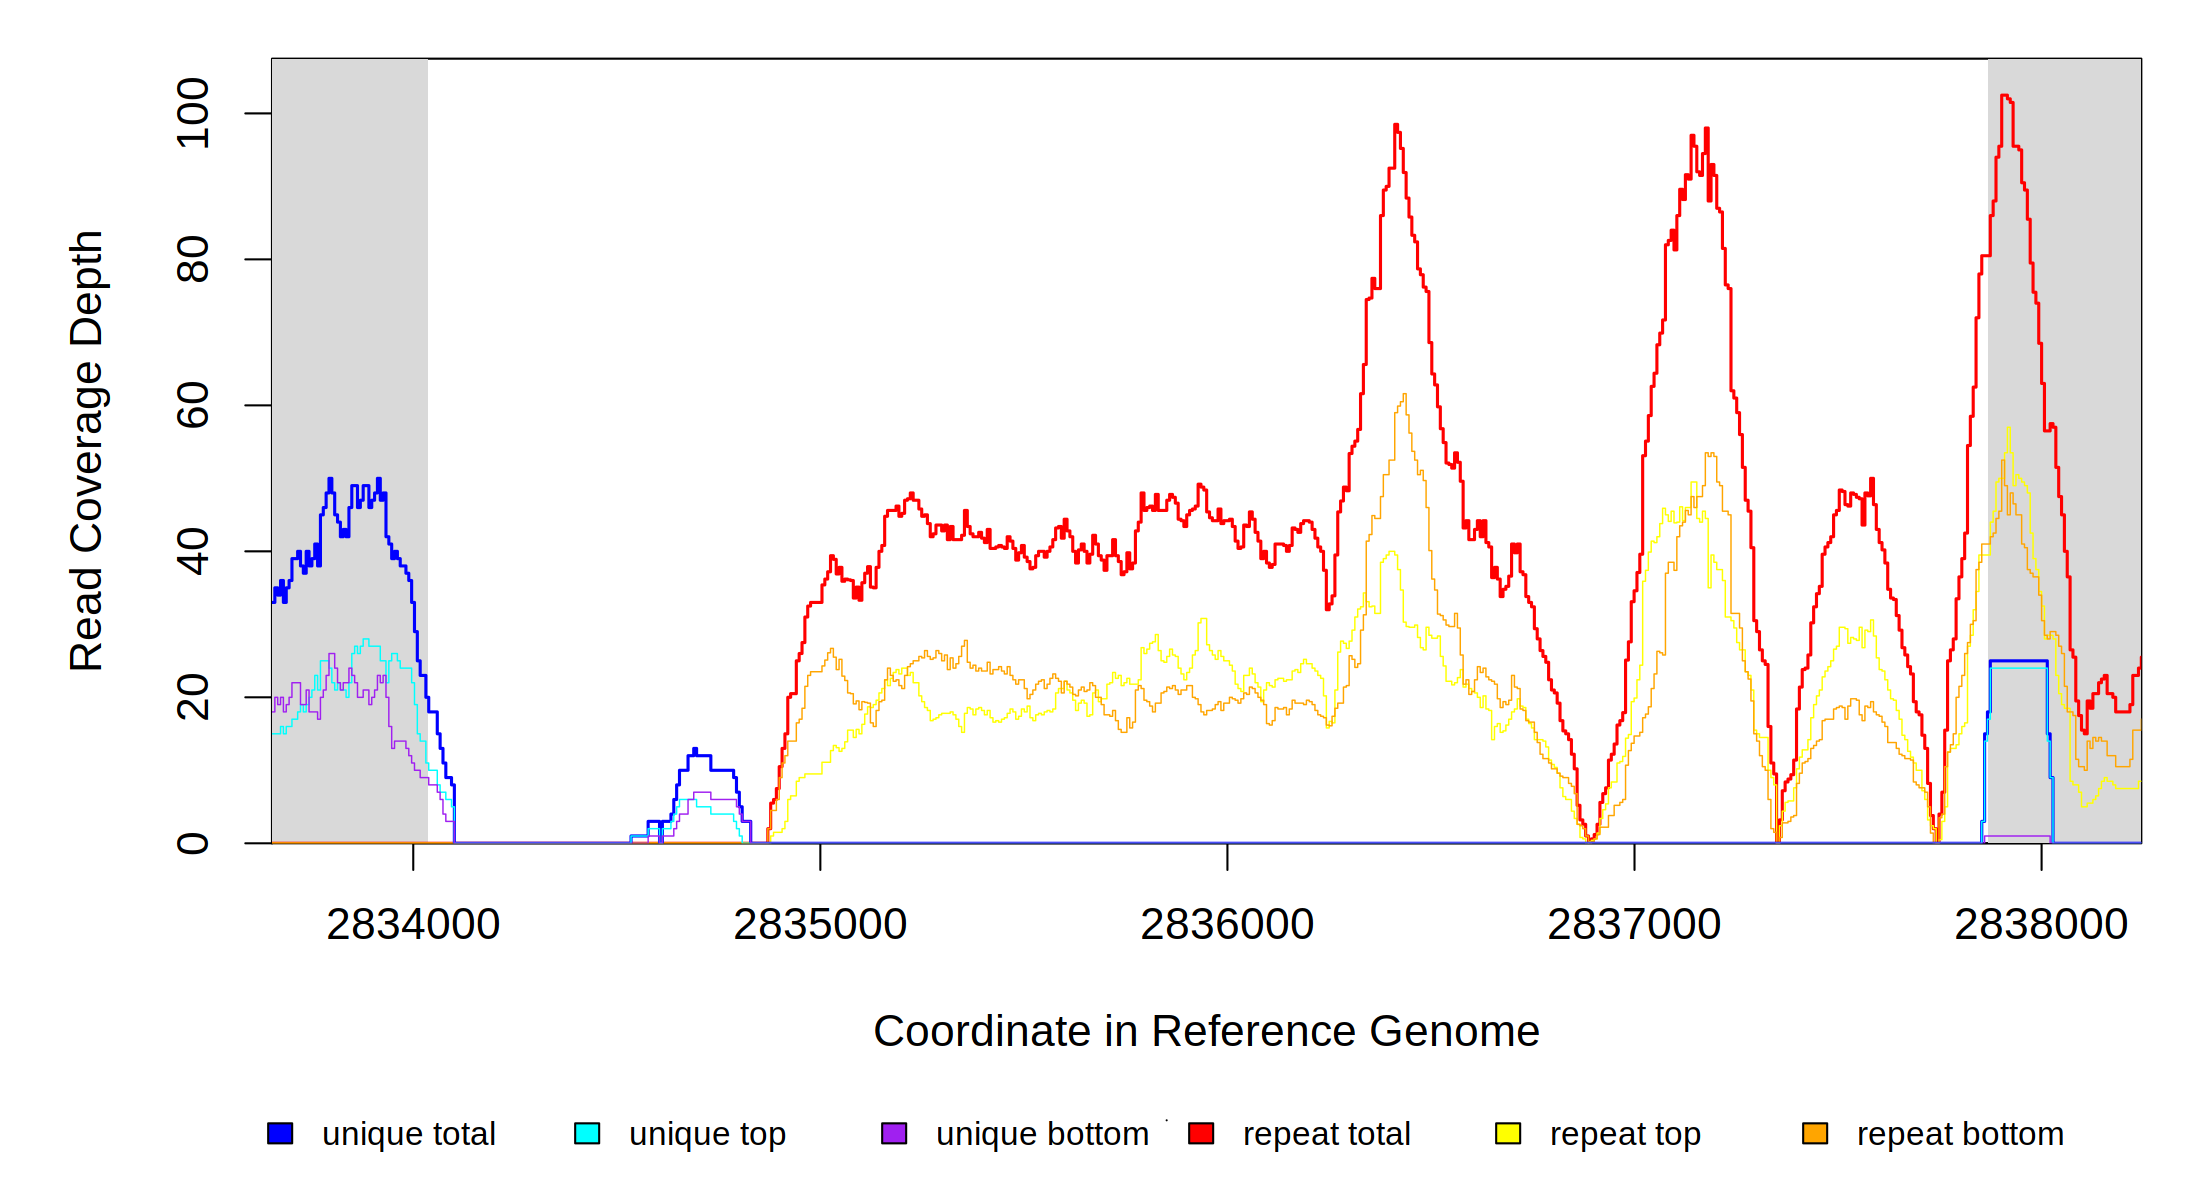 Read Coverage Depth
100
80
60
40
20
0
2834000 2835000 2836000 2837000 2838000
Coordinate in Reference Genome
unique total unique top unique bottom repeat total repeat top repeat bottom